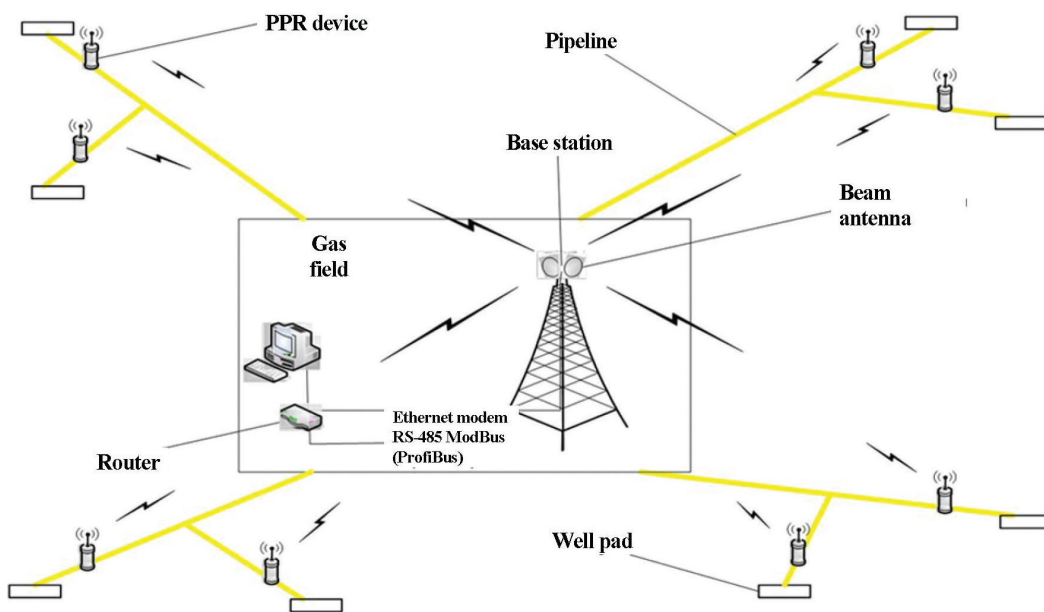 PPR device
Pipeline
Base station
Beam
antenna
Gas
field
Ethernet modem
RS-485 ModBus
(ProfiBus)
Router
Well pad